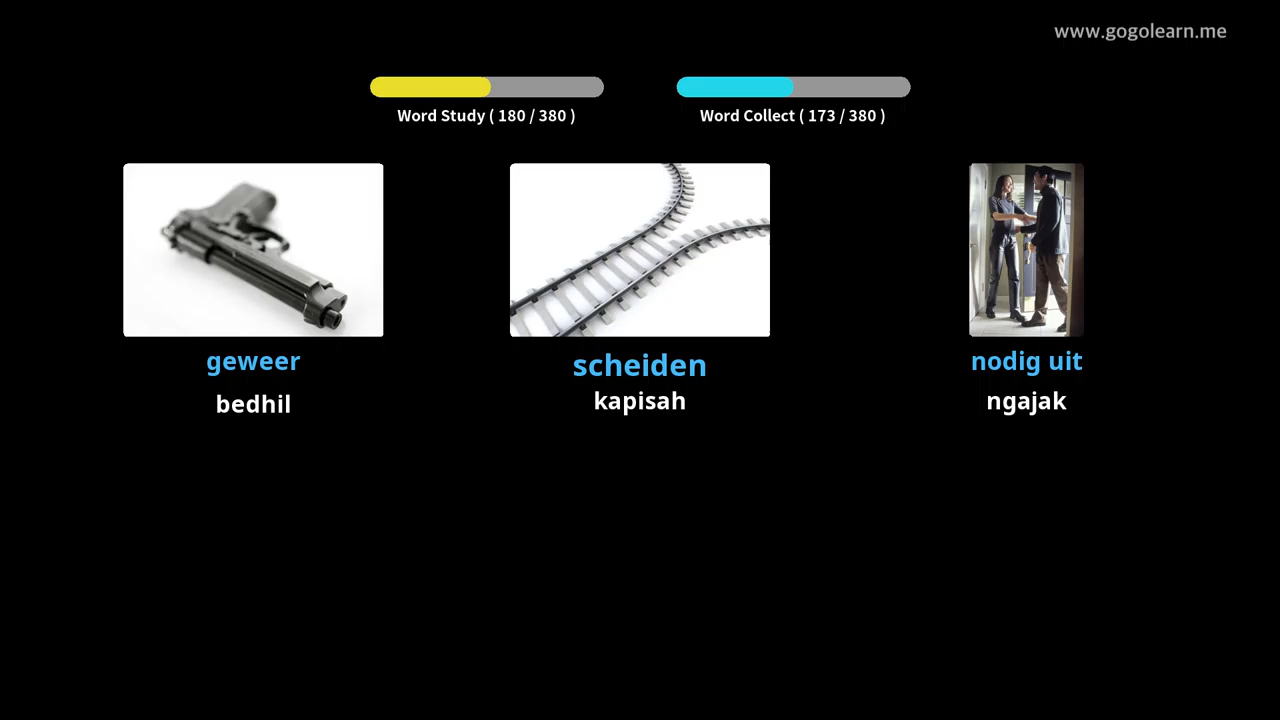 www.gogolearn.me
Word Study ( 180 / 380 )
Word Collect ( 173 / 380 )
geweer
scheiden
nodig uit
bedhil
kapisah
ngajak